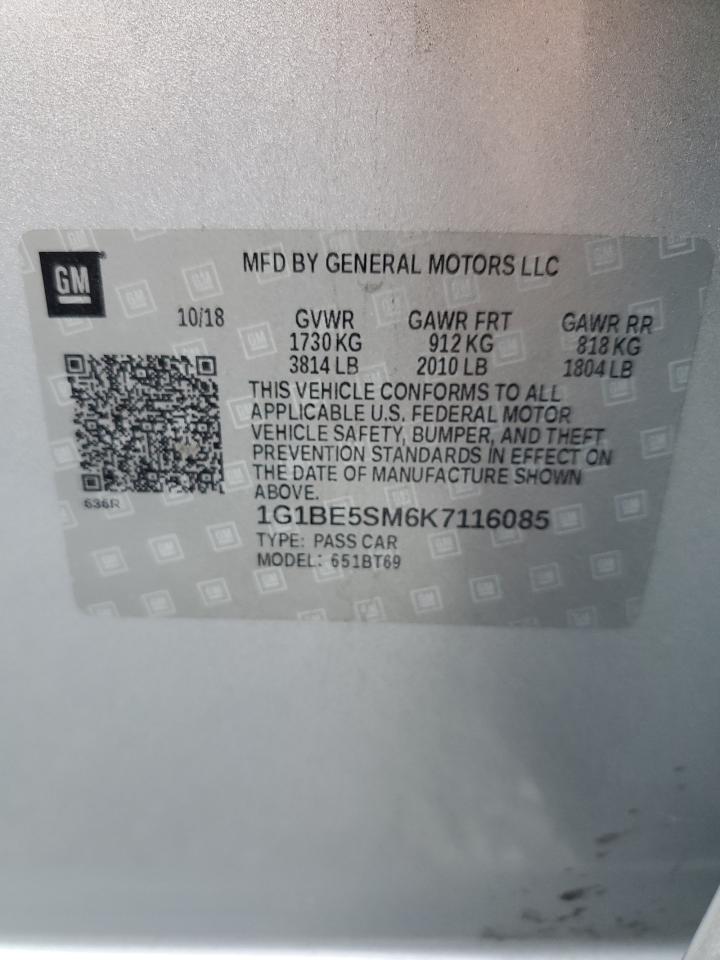 GM
MFD BY GENERAL MOTORS LLC
10/18 GVWR GAWR FRT GAWR RR
1730 KG 912 KG 818 KG
3814 LB 2010 LB 1804 LB
THIS VEHICLE CONFORMS TO ALL
APPLICABLE U.S. FEDERAL MOTOR
VEHICLE SAFETY, BUMPER, AND THEFT
PREVENTION STANDARDS IN EFFECT ON
THE DATE OF MANUFACTURE SHOWN
ABOVE.
636R
1G1BE5SM6K7116085
TYPE: PASS CAR
MODEL: 651BT69